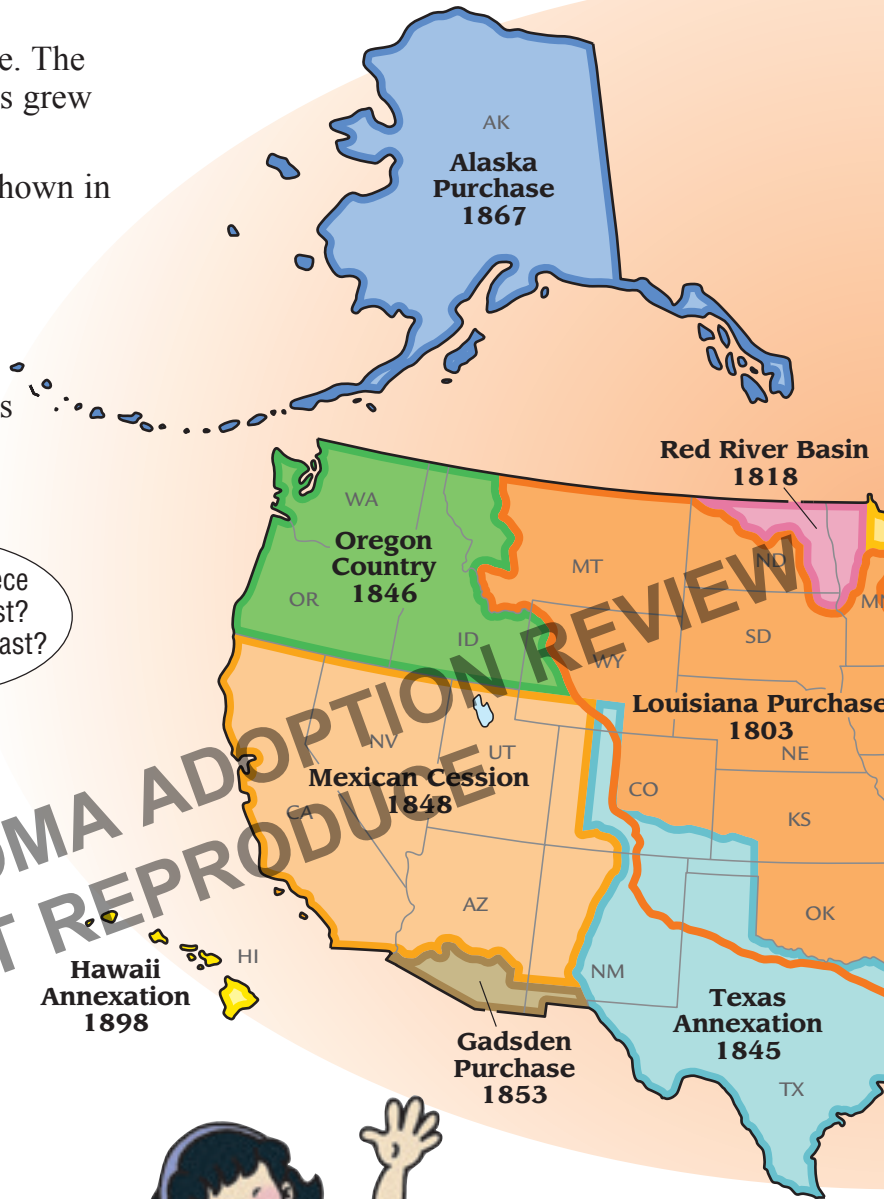 e. The
s grew
hown in
s
ece
st?
ast?
AK
Alaska
Purchase
1867
Red River Basin
1818
WA
Oregon
Country
1846
OR
ID
MT
ND
MN
SD
WY
Louisiana Purchase
1803
NE
NV
UT
Mexican Cession
1848
CA
CO
KS
AZ
OK
NM
HI
Hawaii
Annexation
1898
Texas
Annexation
1845
TX
Gadsden
Purchase
1853
OMA ADOPTION REVIEW
T REPRODUCE